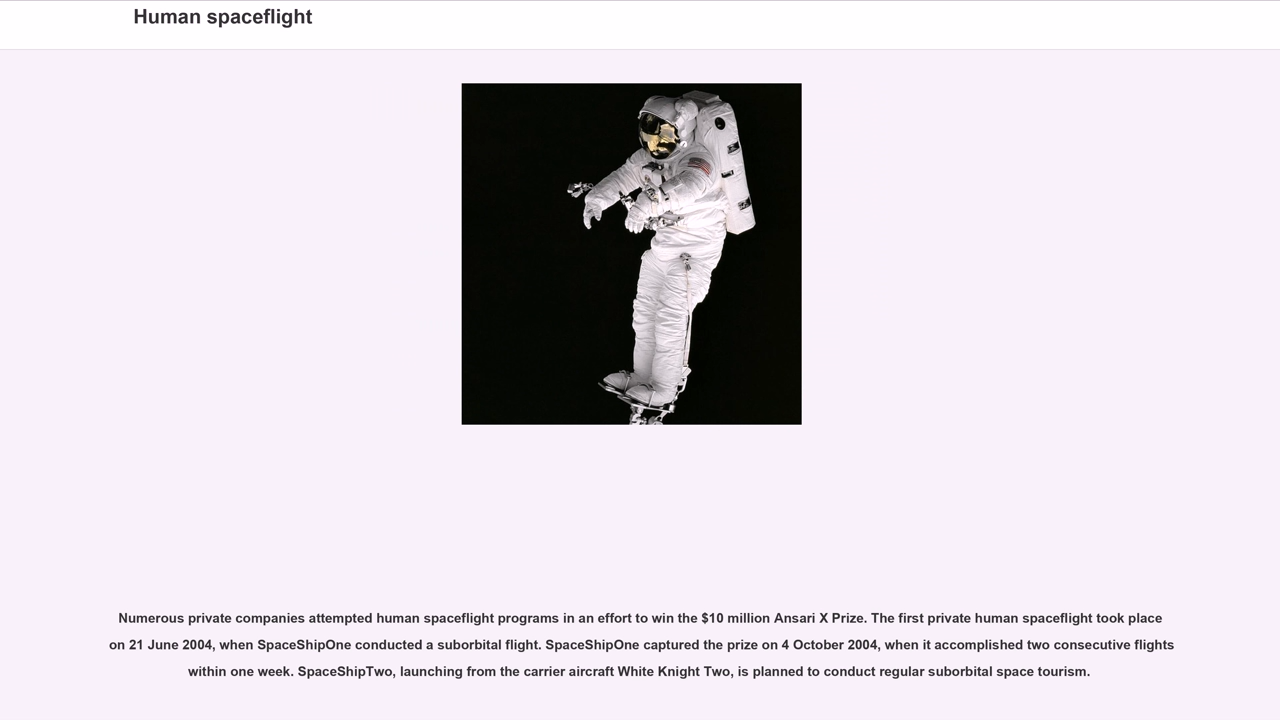 Human spaceflight
Numerous private companies attempted human spaceflight programs in an effort to win the $10 million Ansari X Prize. The first private human spaceflight took place
on 21 June 2004, when SpaceShipOne conducted a suborbital flight. SpaceShipOne captured the prize on 4 October 2004, when it accomplished two consecutive flights
within one week. SpaceShipTwo, launching from the carrier aircraft White Knight Two, is planned to conduct regular suborbital space tourism.